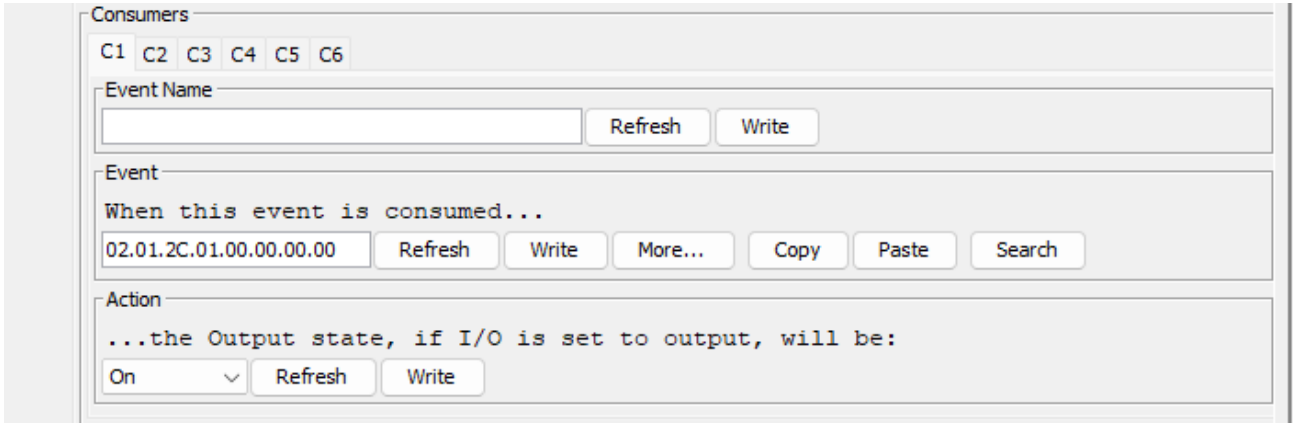 Consumers
C1 C2 C3 C4 C5 C6
Event Name
Refresh Write
Event
When this event is consumed...
02.01.2C.01.00.00.00.00 Refresh Write More... Copy Paste Search
Action
...the Output state, if I/O is set to output, will be:
On Refresh Write